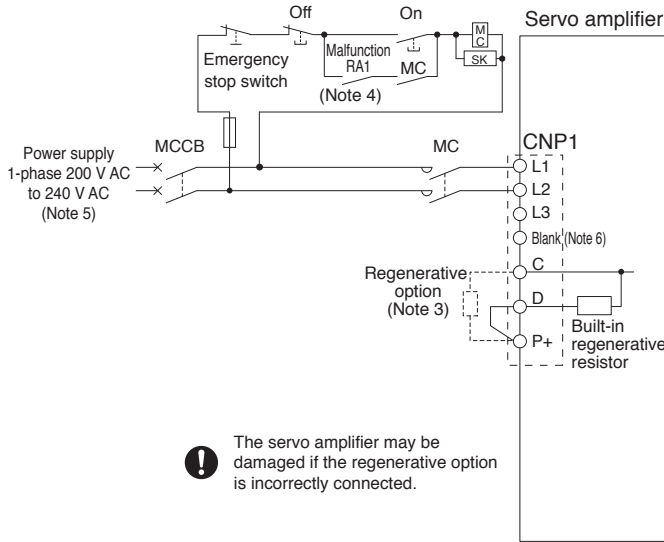 Off
On
Servo amplifier
Emergency
stop switch
Malfunction
RA1
(Note 4)
MC
M
C
SK
Power supply
1-phase 200 V AC
to 240 V AC
(Note 5)
MCCB
MC
CNP1
L1
L2
L3
Blank (Note 6)
C
Regenerative
option
(Note 3)
D
P+
Built-in
regenerative
resistor
The servo amplifier may be
damaged if the regenerative option
is incorrectly connected.